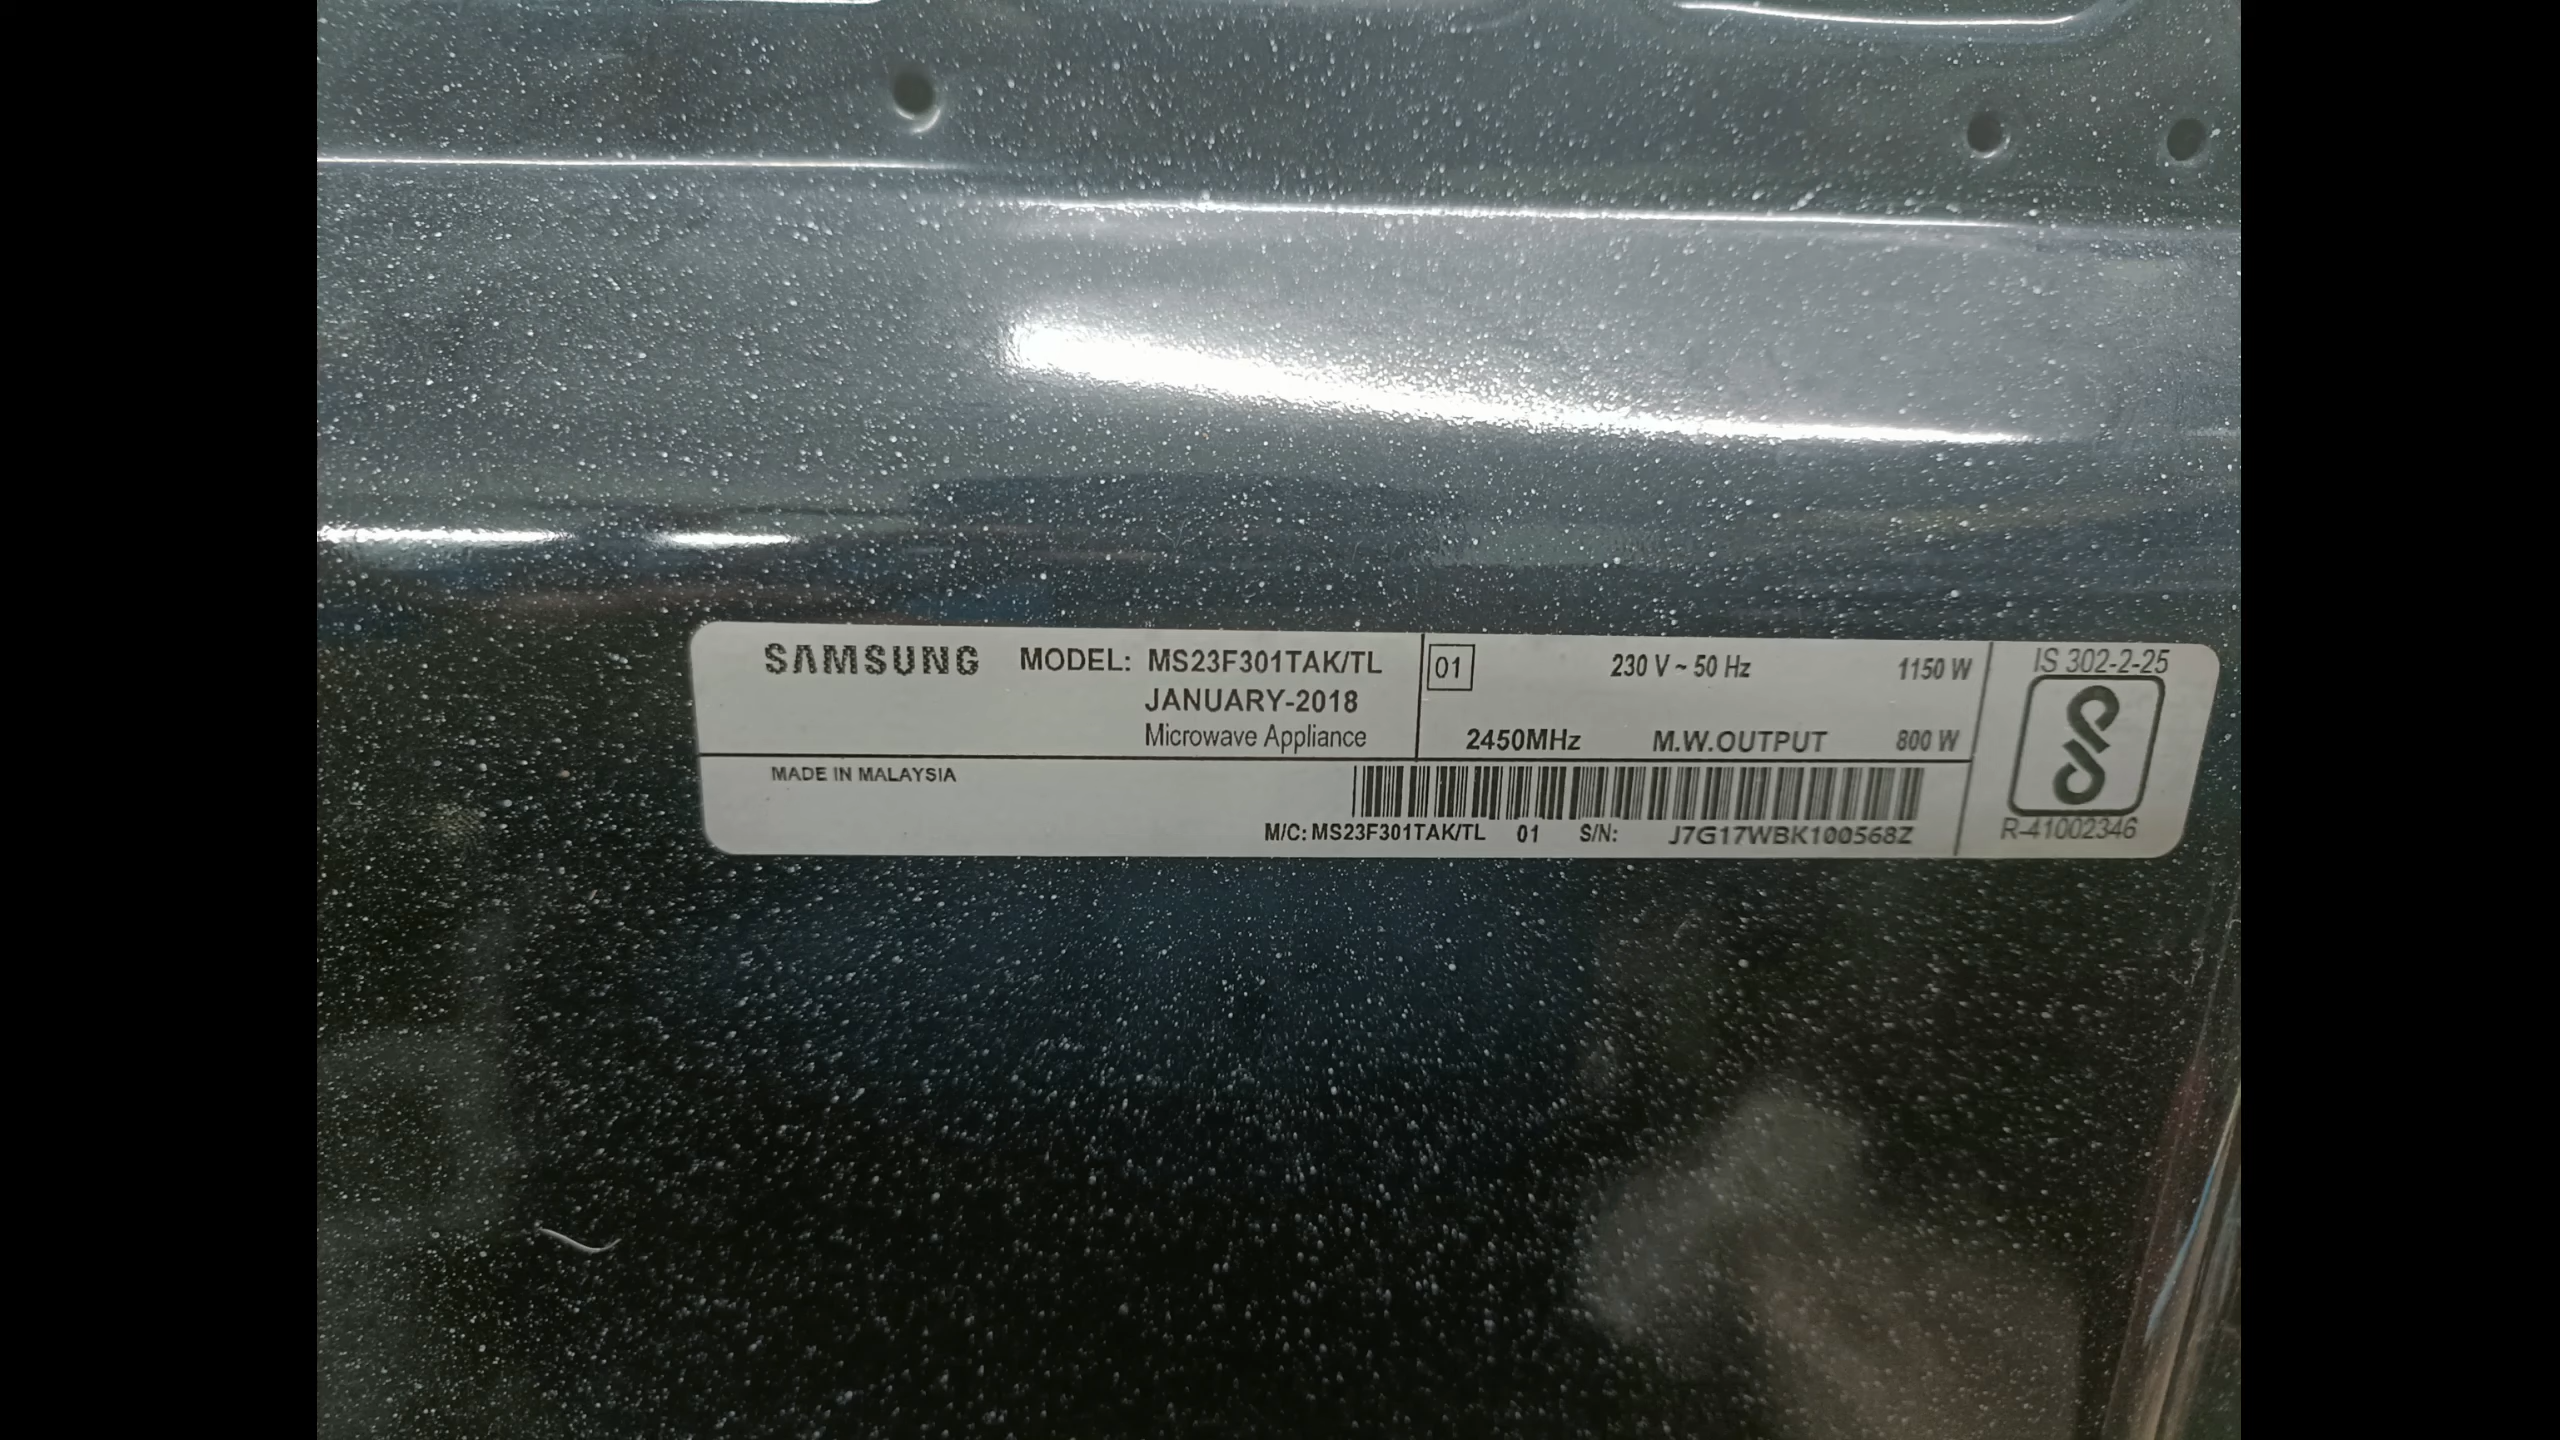 SAMSUNG MODEL: MS23F301TAK/TL
JANUARY-2018
Microwave Appliance
01 230 V ~ 50 Hz 1150 W
2450MHz M.W.OUTPUT 800 W
IS 302-2-25
R-41002346
MADE IN MALAYSIA
M/C: MS23F301TAK/TL 01 S/N: J7G17WBK100568Z